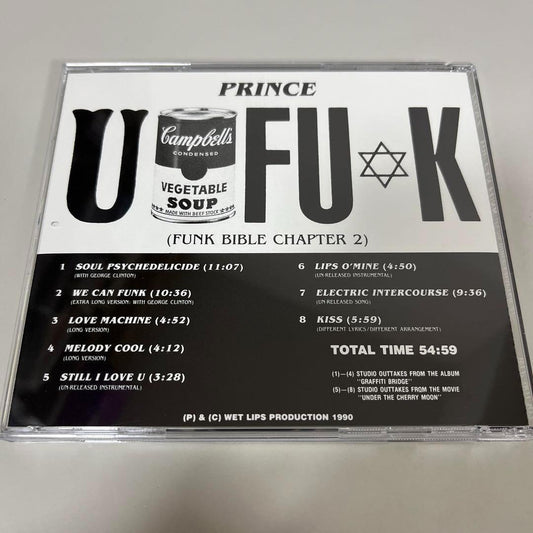 PRINCE
U Campbell's FU✡K
CONDENSED
VEGETABLE
SOUP
MADE WITH BEEF STOCK
(FUNK BIBLE CHAPTER 2)
1 SOUL PSYCHEDELICIDE (11:07)
(WITH GEORGE CLINTON)
2 WE CAN FUNK (10:36)
(EXTRA LONG VERSION: WITH GEORGE CLINTON)
3 LOVE MACHINE (4:52)
(LONG VERSION)
4 MELODY COOL (4:12)
(LONG VERSION)
5 STILL I LOVE U (3:28)
(UN-RELEASED INSTRUMENTAL)
6 LIPS O'MINE (4:50)
(UN-RELEASED INSTRUMENTAL)
7 ELECTRIC INTERCOURSE (9:36)
(UN-RELEASED SONG)
8 KISS (5:59)
(DIFFERENT LYRICS/DIFFERENT ARRANGEMENT)
TOTAL TIME 54:59
(1)—(4) STUDIO OUTTAKES FROM THE ALBUM
"GRAFFITI BRIDGE"
(5)—(8) STUDIO OUTTAKES FROM THE MOVIE
"UNDER THE CHERRY MOON"
(P) & (C) WET LIPS PRODUCTION 1990